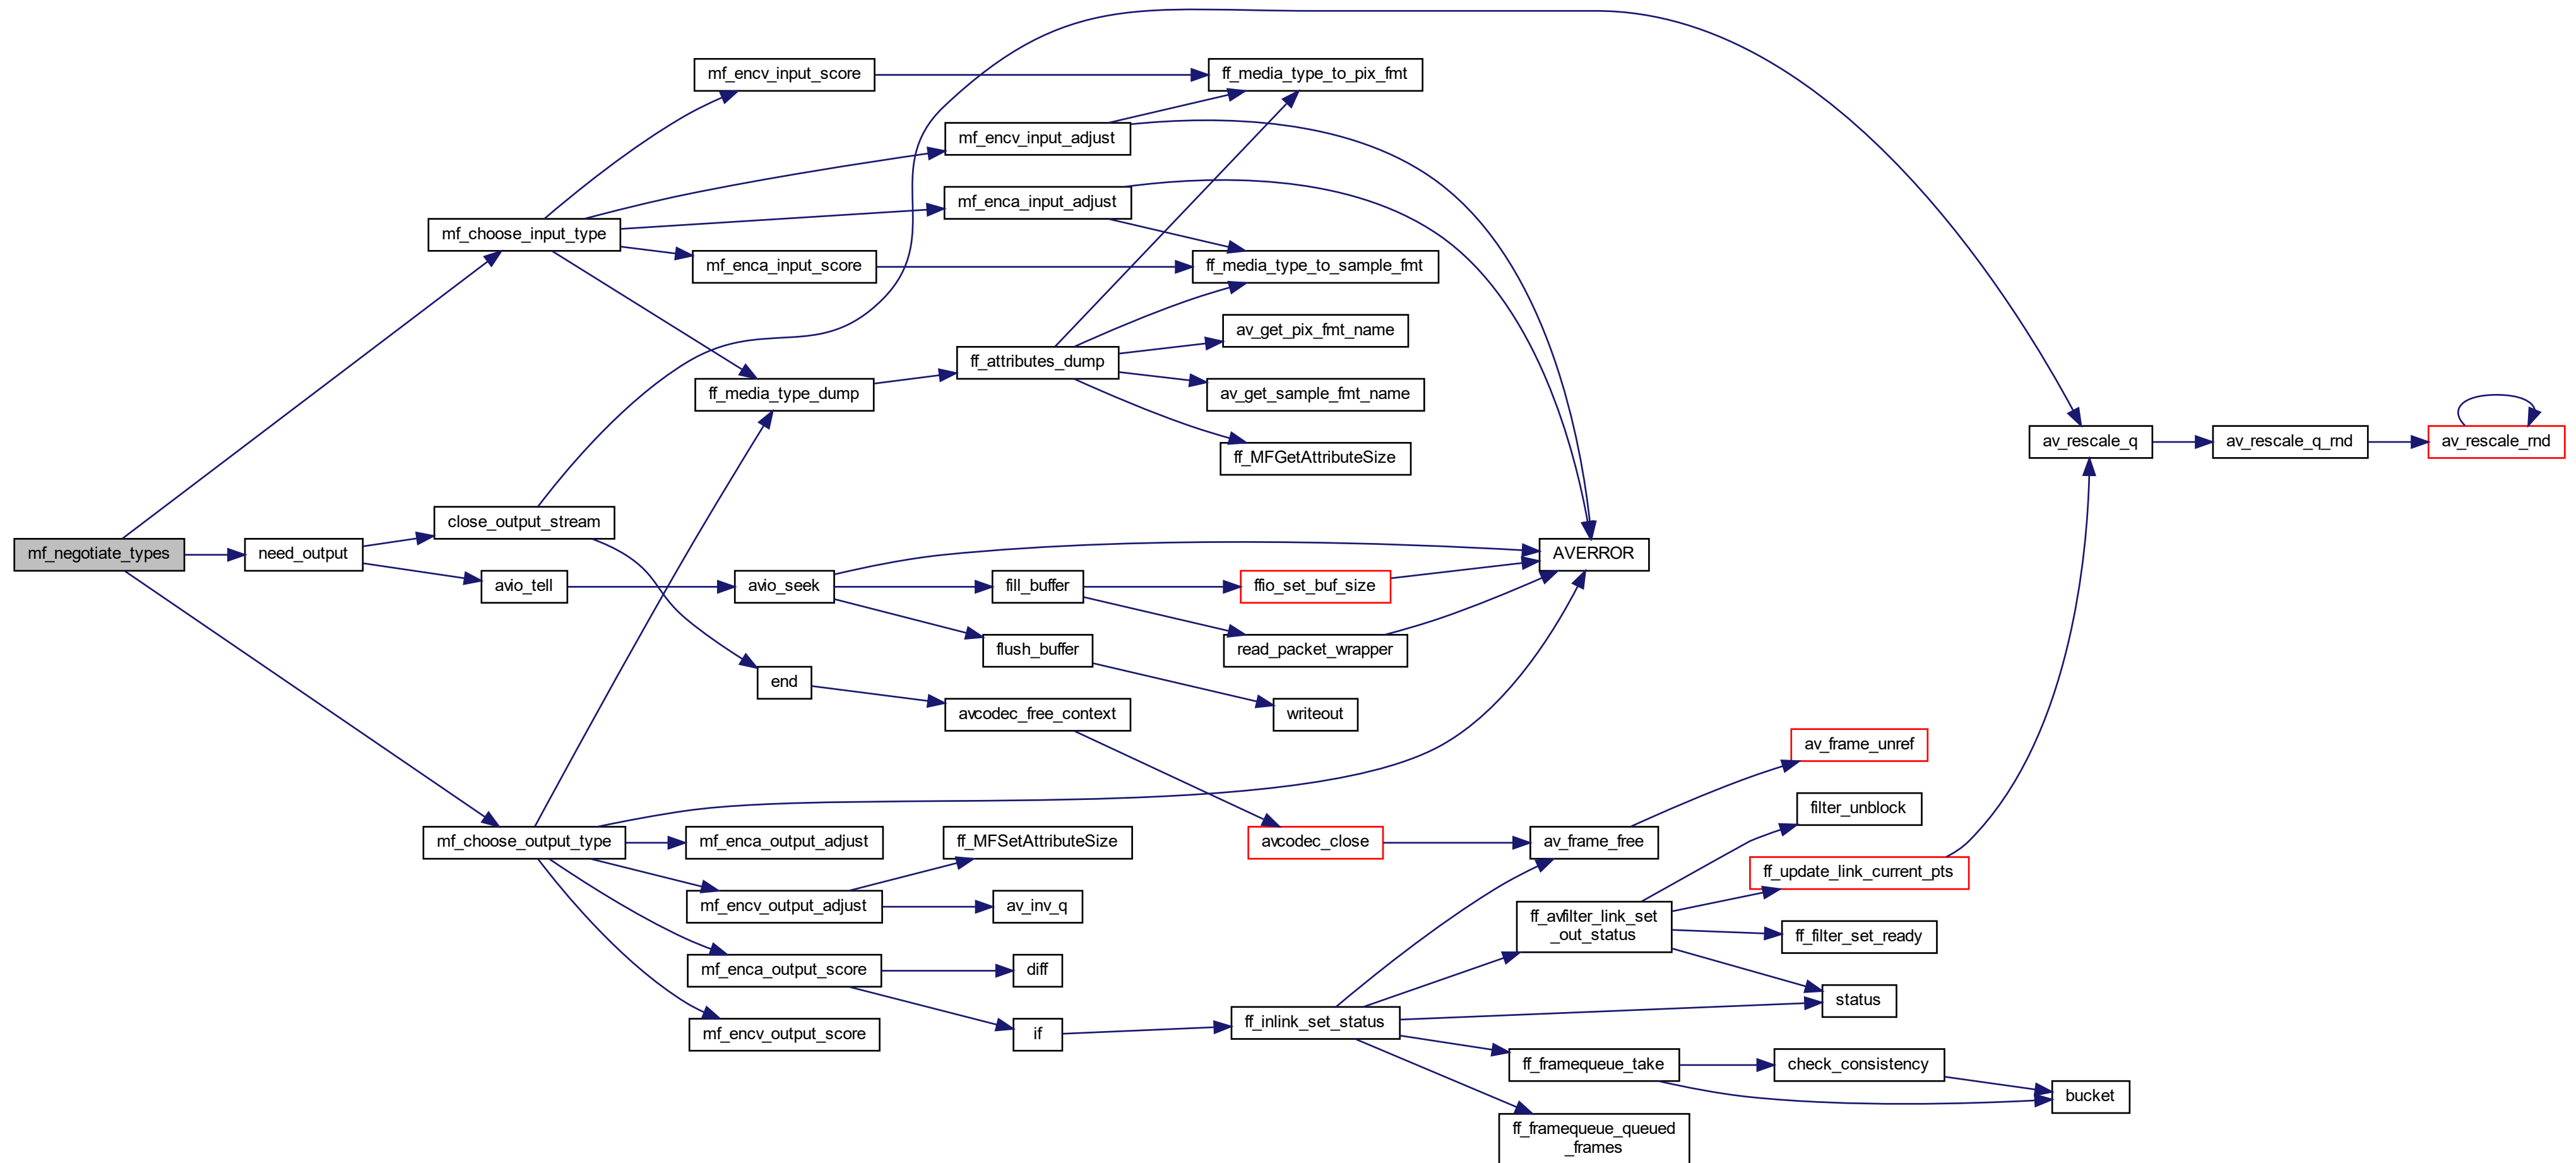 mf_negotiate_types
mf_choose_input_type
need_output
mf_choose_output_type
mf_encv_input_score
mf_encv_input_adjust
mf_enca_input_adjust
mf_enca_input_score
ff_media_type_dump
close_output_stream
avio_tell
ff_media_type_to_pix_fmt
ff_media_type_to_sample_fmt
ff_attributes_dump
av_get_pix_fmt_name
av_get_sample_fmt_name
ff_MFGetAttributeSize
av_rescale_q
av_rescale_q_rnd
av_rescale_rnd
AVERROR
avio_seek
fill_buffer
ffio_set_buf_size
read_packet_wrapper
flush_buffer
writeout
end
avcodec_free_context
avcodec_close
av_frame_free
av_frame_unref
mf_enca_output_adjust
mf_encv_output_adjust
ff_MFSetAttributeSize
av_inv_q
mf_enca_output_score
mf_encv_output_score
diff
if
ff_inlink_set_status
ff_avfilter_link_set
_out_status
filter_unblock
ff_update_link_current_pts
ff_filter_set_ready
status
ff_framequeue_take
check_consistency
bucket
ff_framequeue_queued
_frames